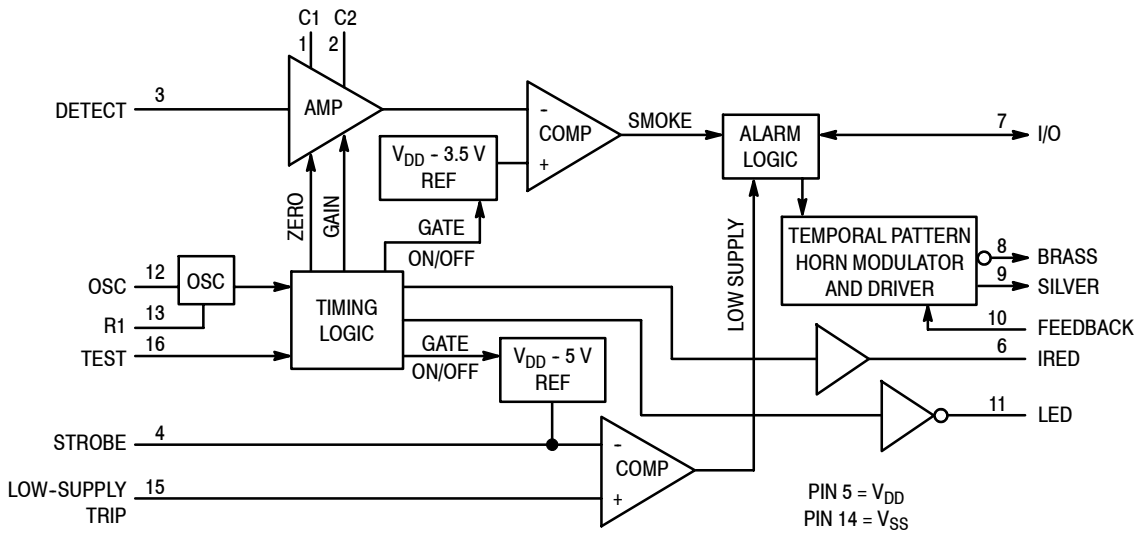 C1 C2
1 2
DETECT 3
AMP
-
COMP
+
SMOKE
ALARM
LOGIC
7 I/O
V_DD - 3.5 V
REF
ZERO
GAIN
GATE
ON/OFF
LOW SUPPLY
TEMPORAL PATTERN
HORN MODULATOR
AND DRIVER
8 BRASS
9 SILVER
10 FEEDBACK
OSC 12
OSC
R1 13
TEST 16
TIMING
LOGIC
GATE
ON/OFF
V_DD - 5 V
REF
6 IRED
11 LED
STROBE 4
-
COMP
+
LOW-SUPPLY
TRIP
15
PIN 5 = V_DD
PIN 14 = V_SS